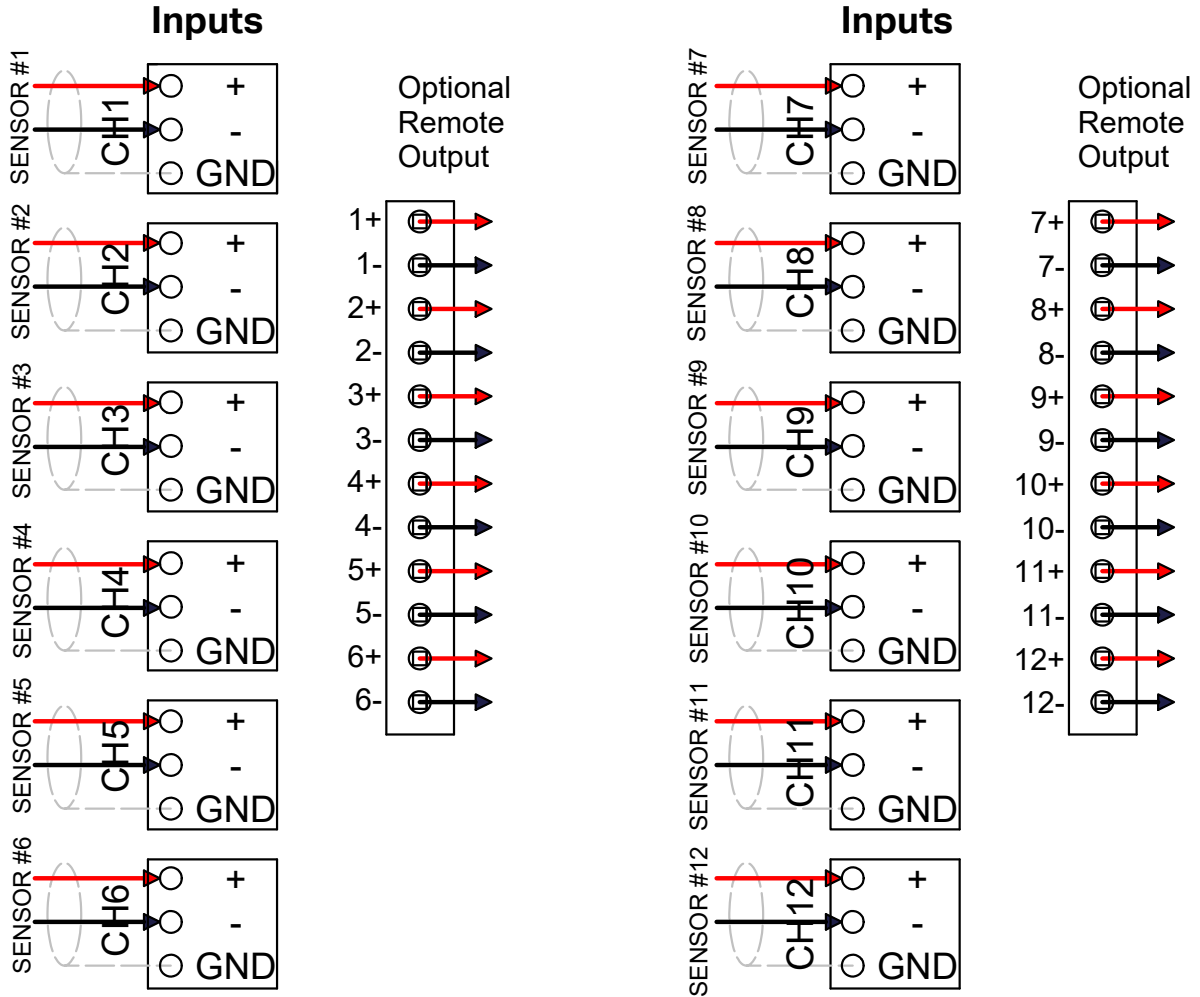 Inputs
SENSOR #1
CH1
+
-
GND
SENSOR #2
CH2
+
-
GND
SENSOR #3
CH3
+
-
GND
SENSOR #4
CH4
+
-
GND
SENSOR #5
CH5
+
-
GND
SENSOR #6
CH6
+
-
GND
Optional
Remote
Output
1+
1-
2+
2-
3+
3-
4+
4-
5+
5-
6+
6-
Inputs
SENSOR #7
CH7
+
-
GND
SENSOR #8
CH8
+
-
GND
SENSOR #9
CH9
+
-
GND
SENSOR #10
CH10
+
-
GND
SENSOR #11
CH11
+
-
GND
SENSOR #12
CH12
+
-
GND
Optional
Remote
Output
7+
7-
8+
8-
9+
9-
10+
10-
11+
11-
12+
12-